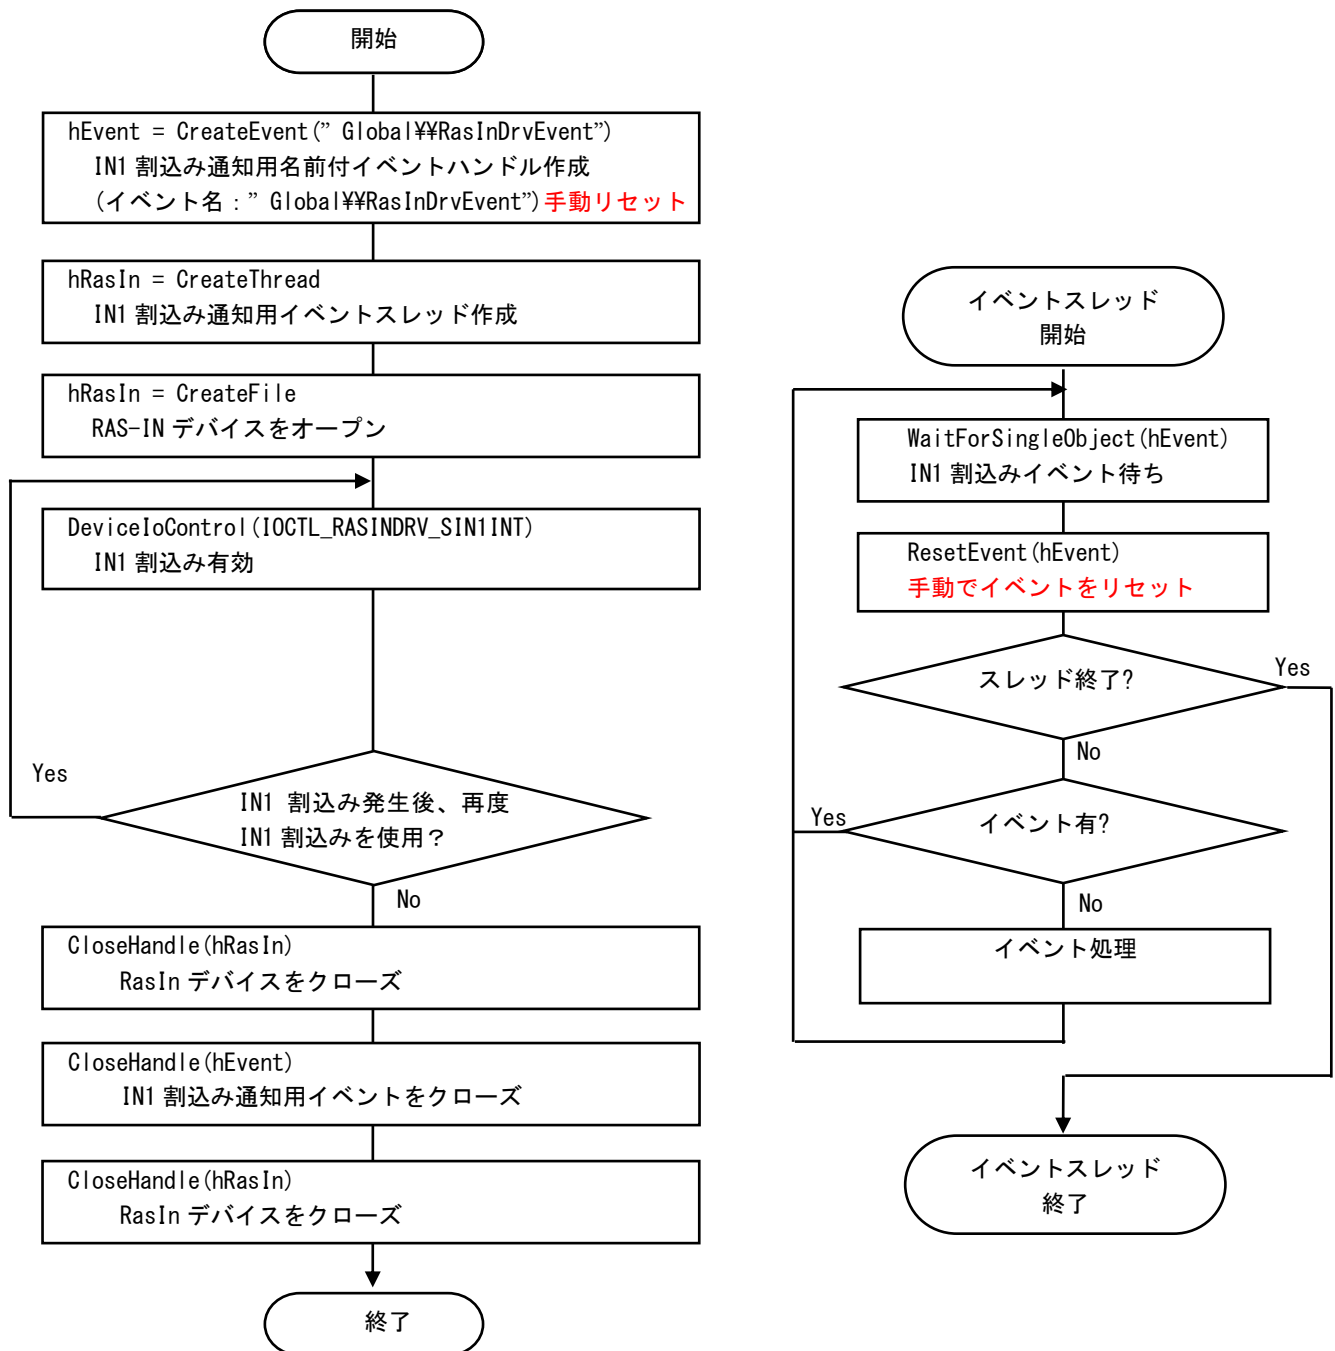 開始
hEvent = CreateEvent(” Global¥¥RasInDrvEvent”)
IN1 割込み通知用名前付イベントハンドル作成
(イベント名：” Global¥¥RasInDrvEvent”)手動リセット
hRasIn = CreateThread
IN1 割込み通知用イベントスレッド作成
hRasIn = CreateFile
RAS-IN デバイスをオープン
DeviceIoControl(IOCTL_RASINDRV_SIN1INT)
IN1 割込み有効
Yes
IN1 割込み発生後、再度
IN1 割込みを使用？
No
CloseHandle(hRasIn)
RasIn デバイスをクローズ
CloseHandle(hEvent)
IN1 割込み通知用イベントをクローズ
CloseHandle(hRasIn)
RasIn デバイスをクローズ
終了
イベントスレッド
開始
WaitForSingleObject(hEvent)
IN1 割込みイベント待ち
ResetEvent(hEvent)
手動でイベントをリセット
スレッド終了?
Yes
No
イベント有?
Yes
No
イベント処理
イベントスレッド
終了